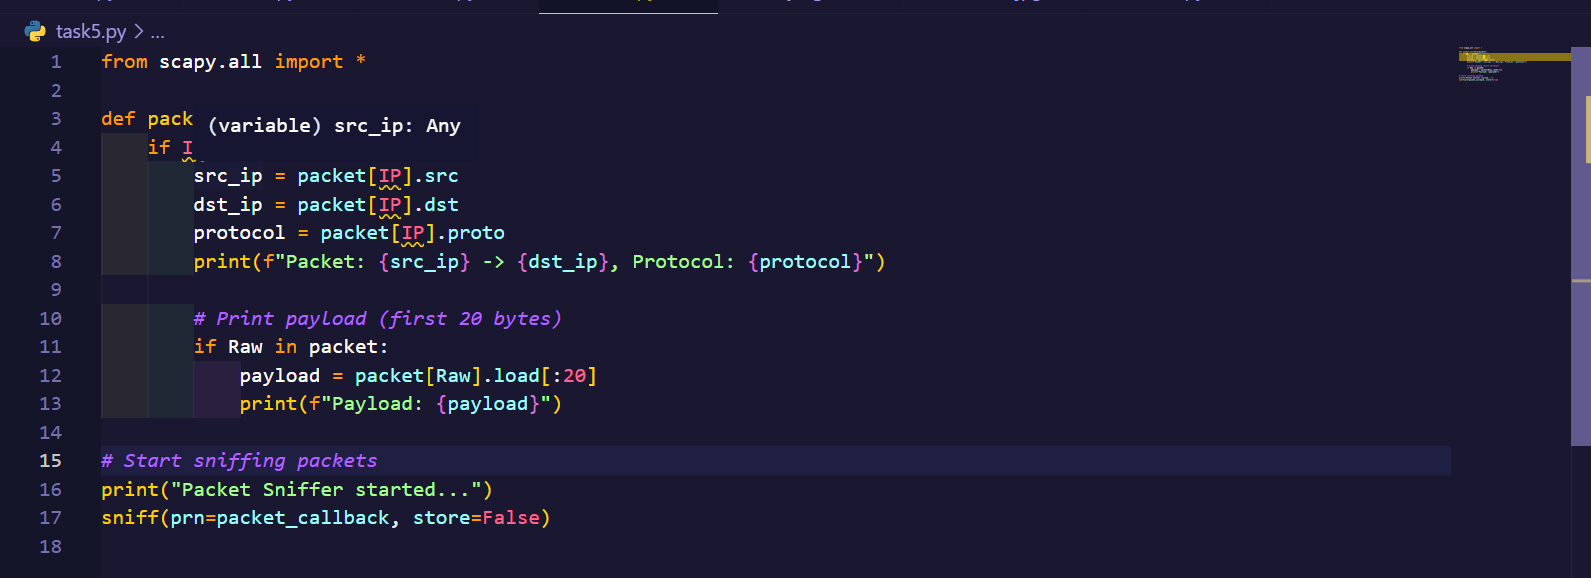 task5.py > ...
1 from scapy.all import *
2
3 def pack
(variable) src_ip: Any
4 if I
5 src_ip = packet[IP].src
6 dst_ip = packet[IP].dst
7 protocol = packet[IP].proto
8 print(f"Packet: {src_ip} -> {dst_ip}, Protocol: {protocol}")
9
10 # Print payload (first 20 bytes)
11 if Raw in packet:
12 payload = packet[Raw].load[:20]
13 print(f"Payload: {payload}")
14
15 # Start sniffing packets
16 print("Packet Sniffer started...")
17 sniff(prn=packet_callback, store=False)
18